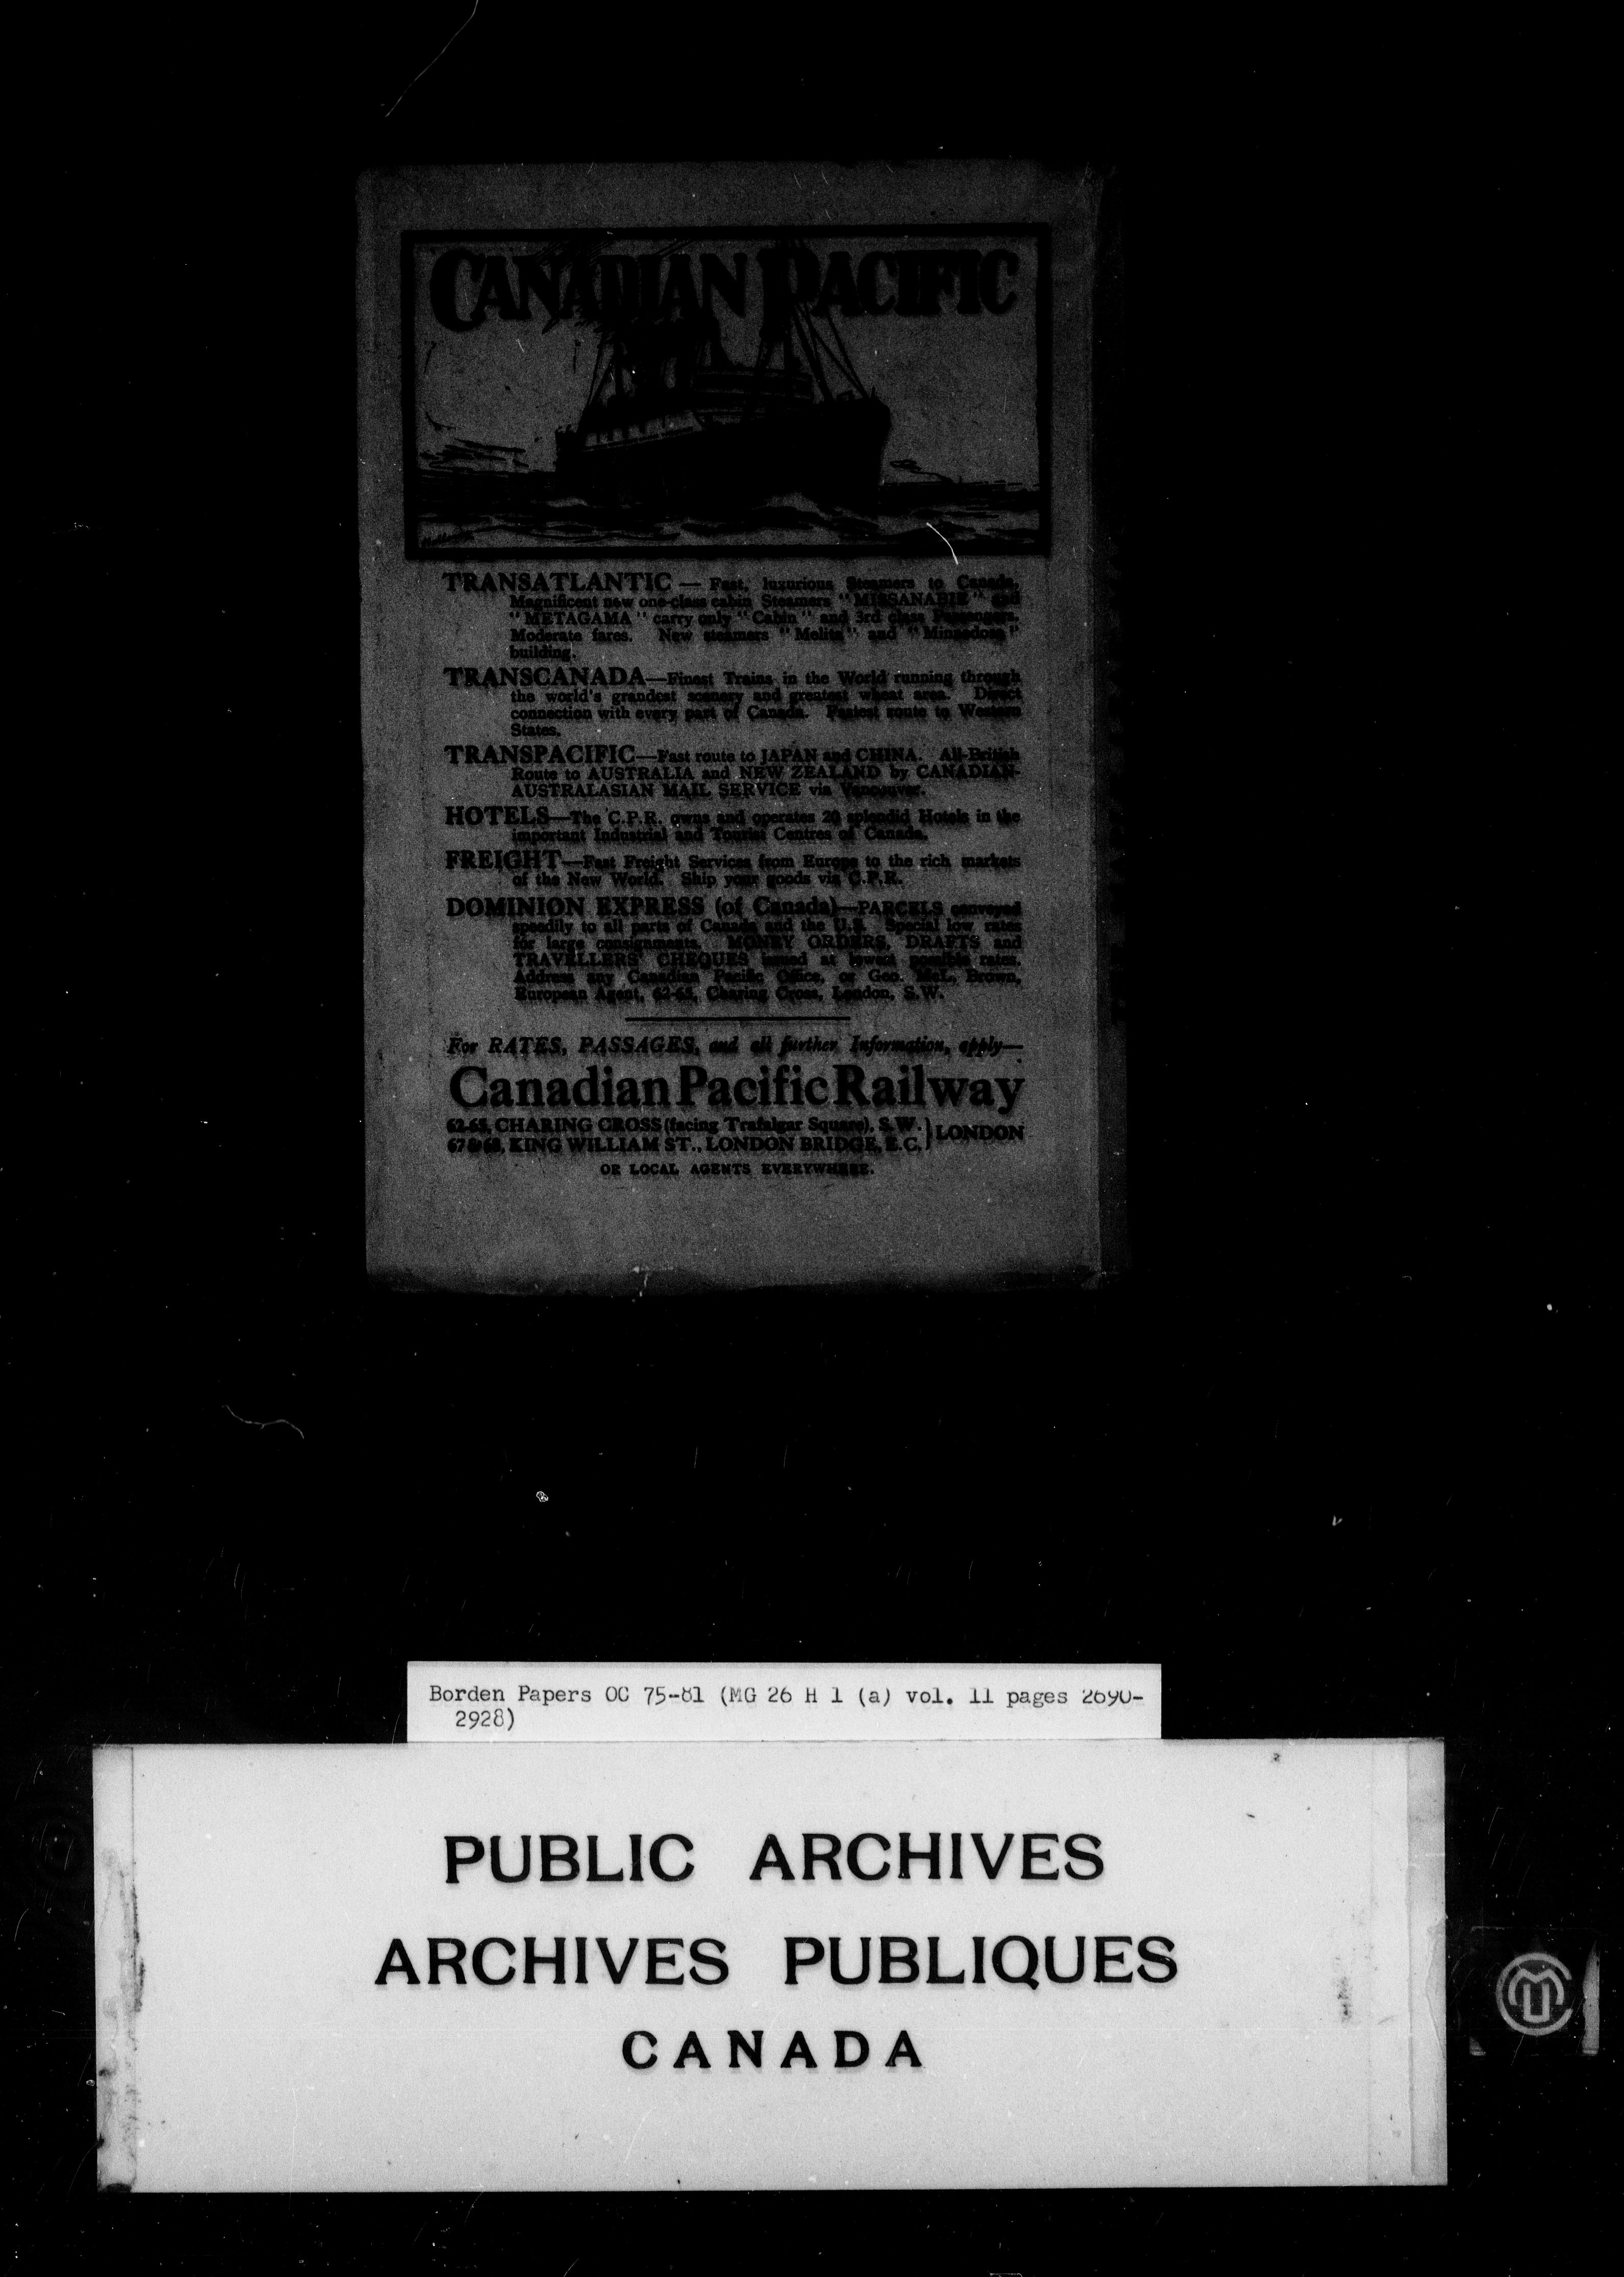 CANADIAN PACIFIC
TRANSATLANTIC — Fast, luxurious Steamers to Canada,
Magnificent new one-class cabin Steamers "MISSANABIE" and
"METAGAMA" carry only "Cabin" and 3rd class Passengers.
Moderate fares. New steamers "Melita" and "Minnedosa"
building.
TRANSCANADA—Finest Trains in the World running through
the world's grandest scenery and greatest wheat area. Direct
connection with every part of Canada. Fastest route to Western
States.
TRANSPACIFIC—Fast route to JAPAN and CHINA. All-British
Route to AUSTRALIA and NEW ZEALAND by CANADIAN-
AUSTRALASIAN MAIL SERVICE via Vancouver.
HOTELS—The C.P.R. owns and operates 20 splendid Hotels in the
important Industrial and Tourist Centres of Canada.
FREIGHT—Fast Freight Services from Europe to the rich markets
of the New World. Ship your goods via C.P.R.
DOMINION EXPRESS (of Canada)—PARCELS conveyed
speedily to all parts of Canada and the U.S. Special low rates
for large consignments. MONEY ORDERS, DRAFTS and
TRAVELLERS' CHEQUES issued at lowest possible rates.
Address any Canadian Pacific Office, or Geo. McL. Brown,
European Agent, 62-65, Charing Cross, London, S.W.
For RATES, PASSAGES, and all further Information, apply—
Canadian Pacific Railway
62-65, CHARING CROSS (facing Trafalgar Square), S.W. } LONDON
67 & 68, KING WILLIAM ST., LONDON BRIDGE, E.C.
OR LOCAL AGENTS EVERYWHERE.
Borden Papers OC 75-81 (MG 26 H 1 (a) vol. 11 pages 2690-
2928)
PUBLIC ARCHIVES
ARCHIVES PUBLIQUES
CANADA